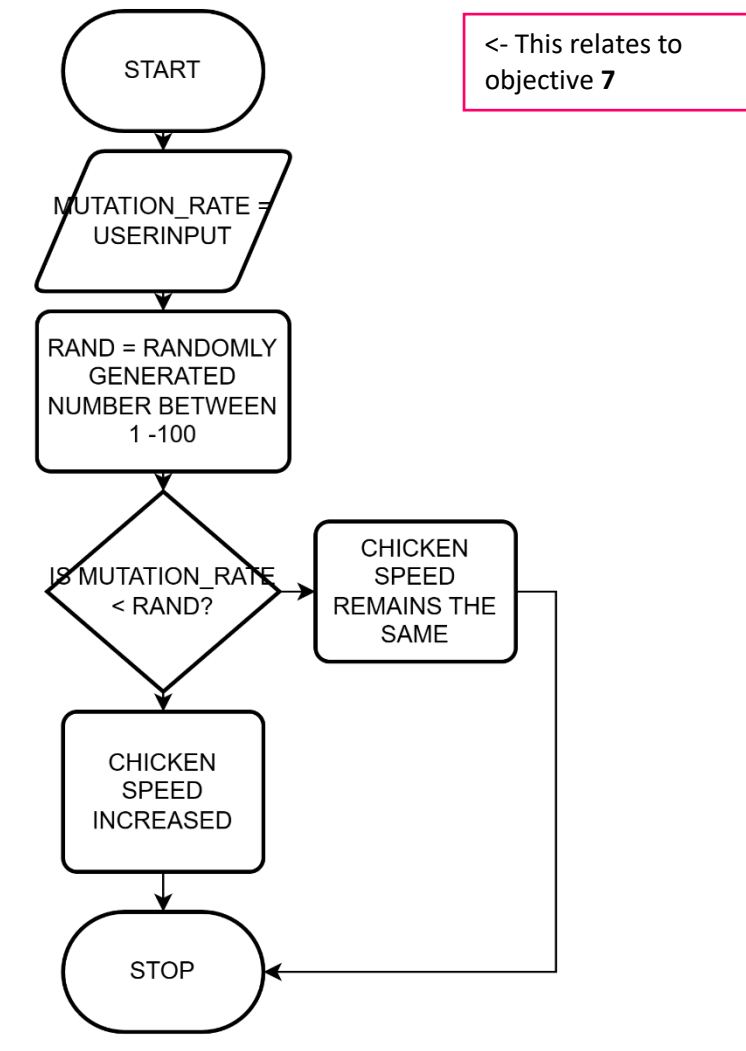 START
<- This relates to
objective 7
MUTATION_RATE =
USERINPUT
RAND = RANDOMLY
GENERATED
NUMBER BETWEEN
1 -100
IS MUTATION_RATE
< RAND?
CHICKEN
SPEED
REMAINS THE
SAME
CHICKEN
SPEED
INCREASED
STOP